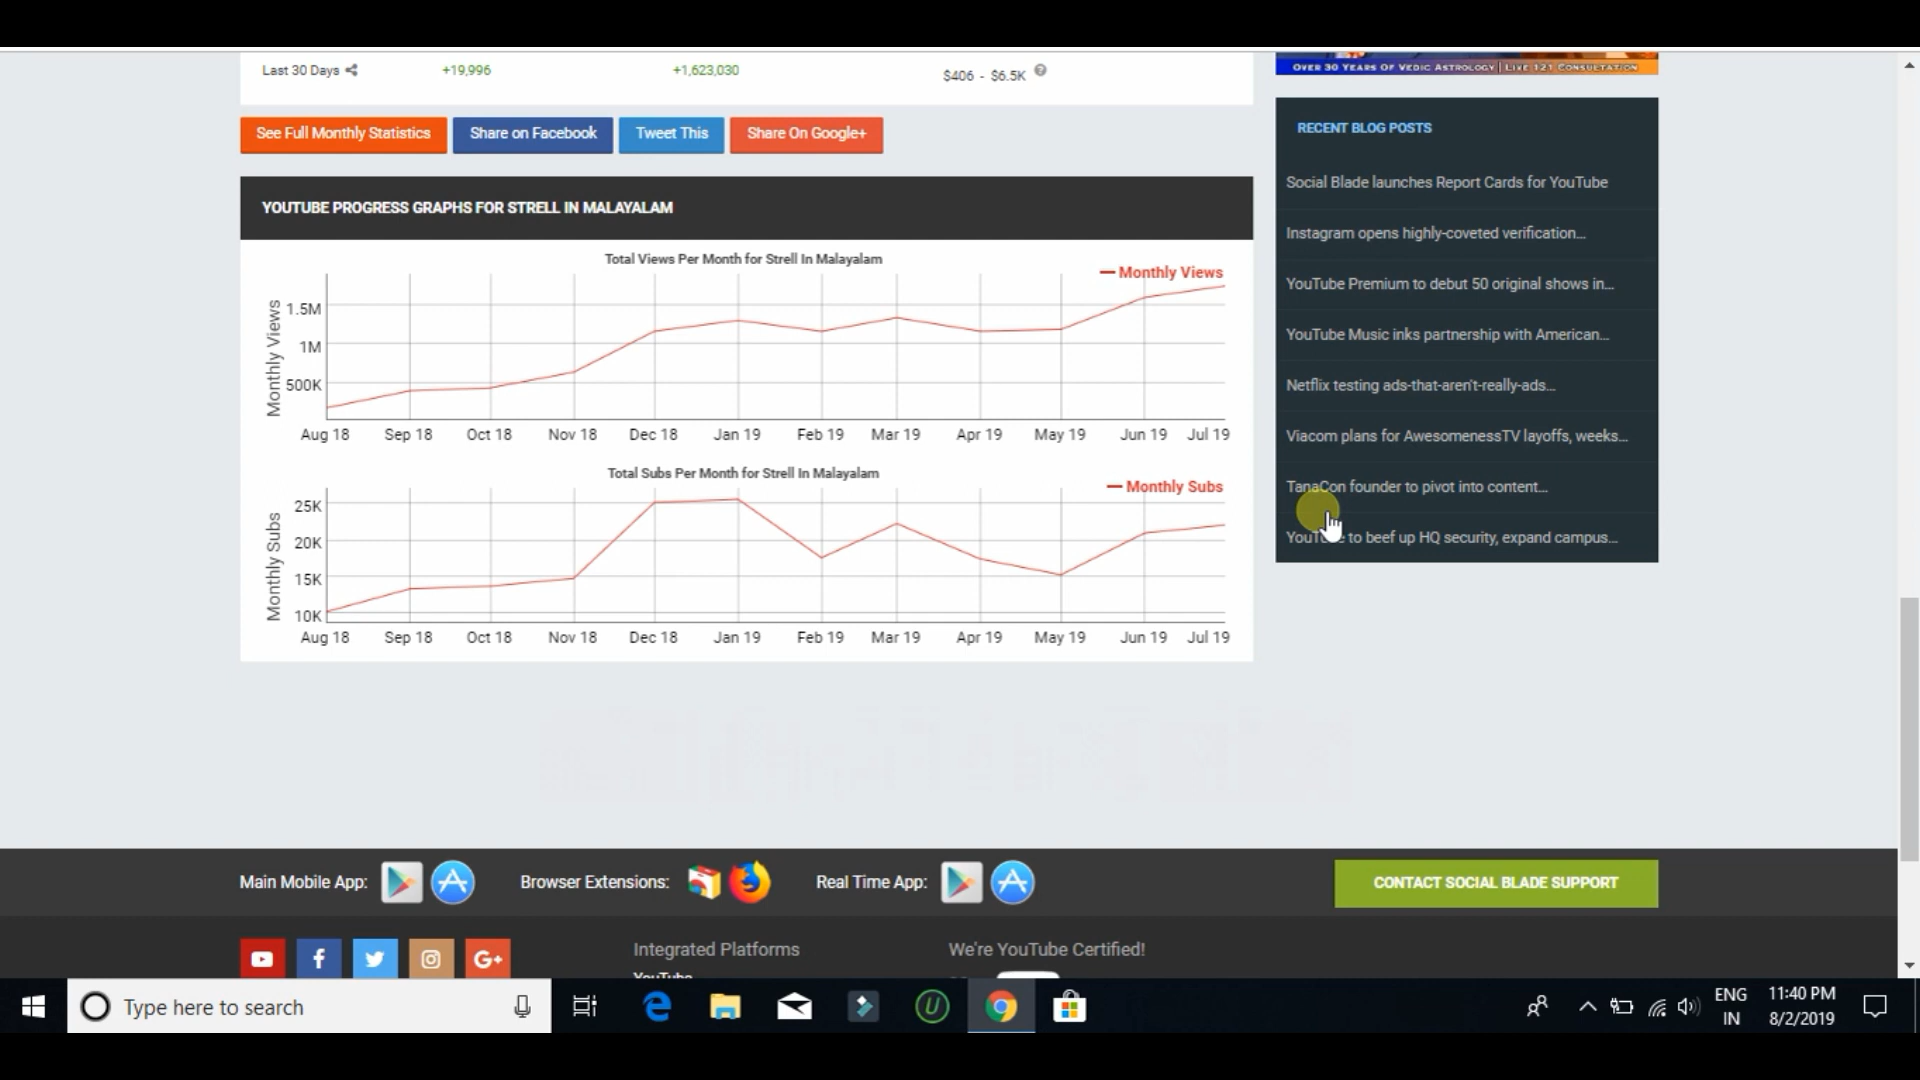 OVER 30 YEARS OF VEDIC ASTROLOGY | LIVE 121 CONSULTATION
Last 30 Days +19,996 +1,623,030 $406 - $6.5K
See Full Monthly Statistics Share on Facebook Tweet This Share On Google+
YOUTUBE PROGRESS GRAPHS FOR STRELL IN MALAYALAM
Total Views Per Month for Strell In Malayalam
Monthly Views
Monthly Views
1.5M
1M
500K
Aug 18 Sep 18 Oct 18 Nov 18 Dec 18 Jan 19 Feb 19 Mar 19 Apr 19 May 19 Jun 19 Jul 19
Total Subs Per Month for Strell In Malayalam
Monthly Subs
Monthly Subs
25K
20K
15K
10K
Aug 18 Sep 18 Oct 18 Nov 18 Dec 18 Jan 19 Feb 19 Mar 19 Apr 19 May 19 Jun 19 Jul 19
RECENT BLOG POSTS
Social Blade launches Report Cards for YouTube
Instagram opens highly-coveted verification...
YouTube Premium to debut 50 original shows in...
YouTube Music inks partnership with American...
Netflix testing ads-that-aren't-really-ads...
Viacom plans for AwesomenessTV layoffs, weeks...
TanaCon founder to pivot into content...
YouTube to beef up HQ security, expand campus...
Main Mobile App: Browser Extensions: Real Time App: CONTACT SOCIAL BLADE SUPPORT
Integrated Platforms We're YouTube Certified!
YouTube
Type here to search
ENG
IN
11:40 PM
8/2/2019